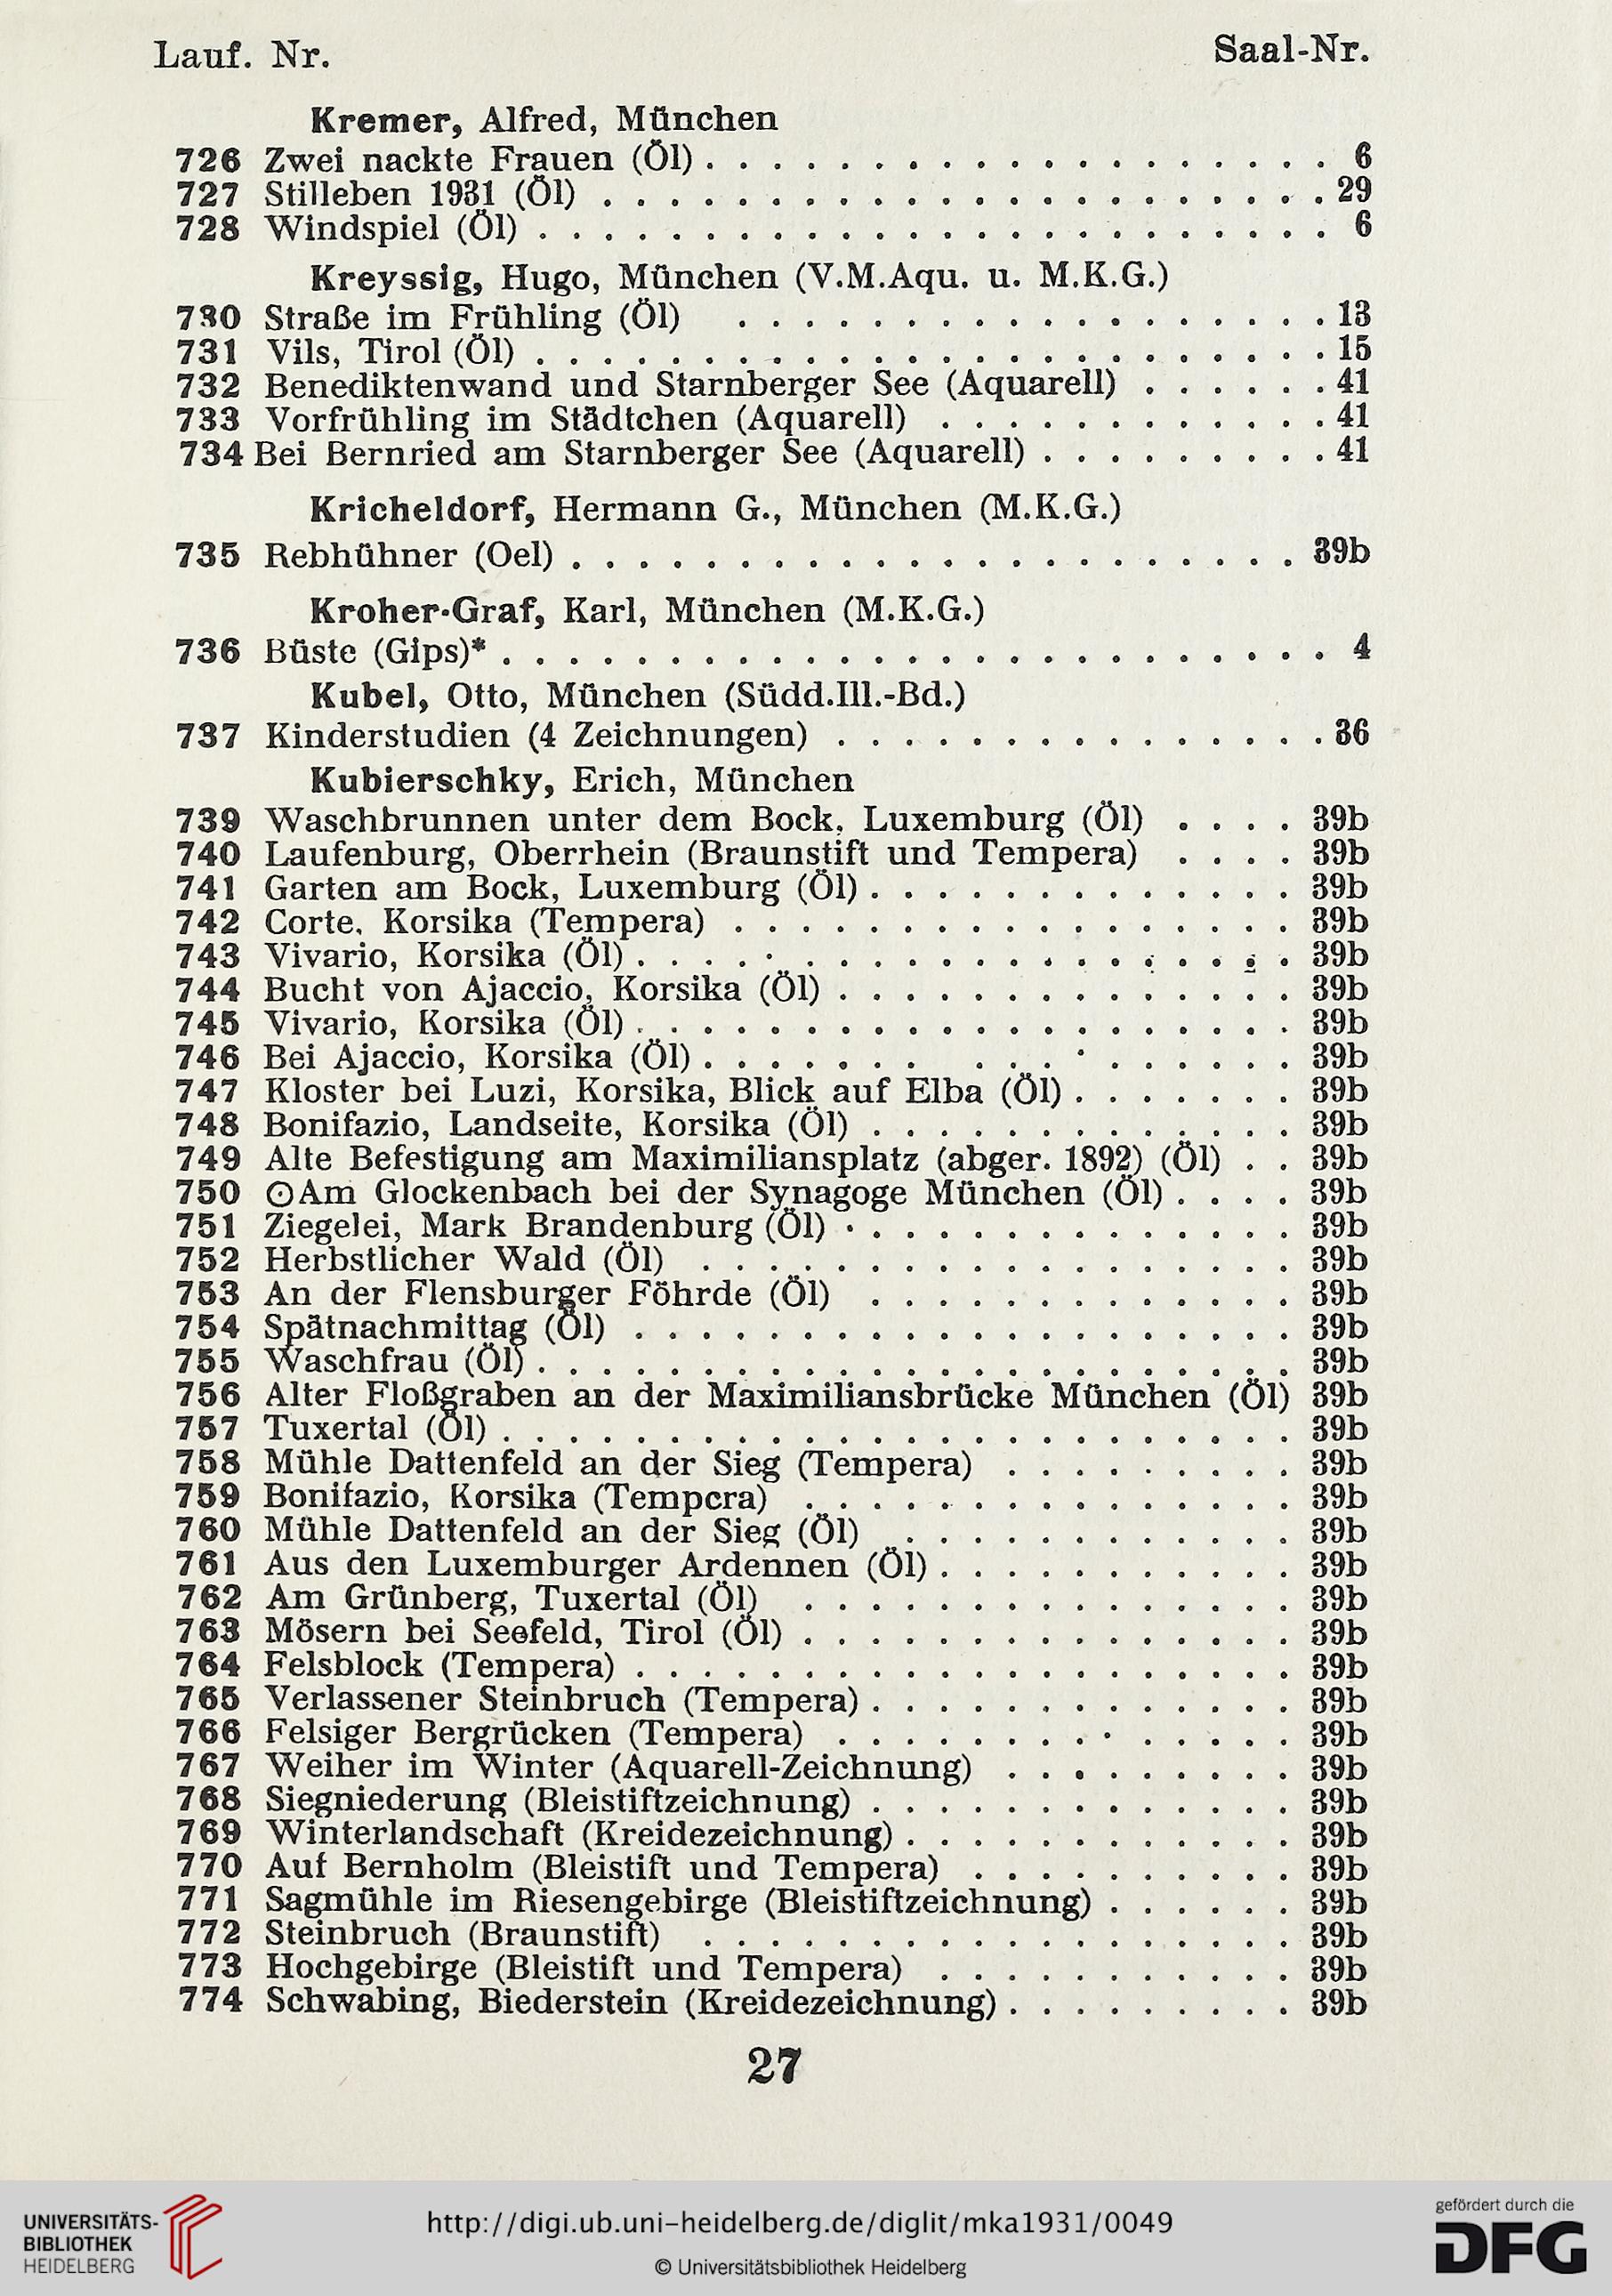 Lauf. Nr. Saal-Nr.
Kremer, Alfred, München
726 Zwei nackte Frauen (Öl) . . . . . . . . . . . . . . . . . . . 6
727 Stilleben 1931 (Öl) . . . . . . . . . . . . . . . . . . . . . . 29
728 Windspiel (Öl) . . . . . . . . . . . . . . . . . . . . . . . . 6
Kreyssig, Hugo, München (V.M.Aqu. u. M.K.G.)
730 Straße im Frühling (Öl) . . . . . . . . . . . . . . . . . . 13
731 Vils, Tirol (Öl) . . . . . . . . . . . . . . . . . . . . . . . . 15
732 Benediktenwand und Starnberger See (Aquarell) . . . . . . 41
733 Vorfrühling im Städtchen (Aquarell) . . . . . . . . . . . . 41
734 Bei Bernried am Starnberger See (Aquarell) . . . . . . . . . 41
Kricheldorf, Hermann G., München (M.K.G.)
735 Rebhühner (Oel) . . . . . . . . . . . . . . . . . . . . . . 39b
Kroher-Graf, Karl, München (M.K.G.)
736 Büste (Gips)* . . . . . . . . . . . . . . . . . . . . . . . . . 4
Kubel, Otto, München (Südd.Ill.-Bd.)
737 Kinderstudien (4 Zeichnungen) . . . . . . . . . . . . . . . 36
Kubierschky, Erich, München
739 Waschbrunnen unter dem Bock, Luxemburg (Öl) . . . . 39b
740 Laufenburg, Oberrhein (Braunstift und Tempera) . . . . 39b
741 Garten am Bock, Luxemburg (Öl) . . . . . . . . . . . . . 39b
742 Corte, Korsika (Tempera) . . . . . . . . . . . . . . . . . 39b
743 Vivario, Korsika (Öl) . . . . . . . . . . . . . . . . . . . . 39b
744 Bucht von Ajaccio, Korsika (Öl) . . . . . . . . . . . . . . 39b
745 Vivario, Korsika (Öl) . . . . . . . . . . . . . . . . . . . . 39b
746 Bei Ajaccio, Korsika (Öl) . . . . . . . . . . . . . . . . . 39b
747 Kloster bei Luzi, Korsika, Blick auf Elba (Öl) . . . . . . . 39b
748 Bonifazio, Landseite, Korsika (Öl) . . . . . . . . . . . . . 39b
749 Alte Befestigung am Maximiliansplatz (abger. 1892) (Öl) . . 39b
750 ⊙Am Glockenbach bei der Synagoge München (Öl) . . . . 39b
751 Ziegelei, Mark Brandenburg (Öl) . . . . . . . . . . . . . . 39b
752 Herbstlicher Wald (Öl) . . . . . . . . . . . . . . . . . . 39b
753 An der Flensburger Föhrde (Öl) . . . . . . . . . . . . . 39b
754 Spätnachmittag (Öl) . . . . . . . . . . . . . . . . . . . . 39b
755 Waschfrau (Öl) . . . . . . . . . . . . . . . . . . . . . . . 39b
756 Alter Floßgraben an der Maximiliansbrücke München (Öl) 39b
757 Tuxertal (Öl) . . . . . . . . . . . . . . . . . . . . . . . . 39b
758 Mühle Dattenfeld an der Sieg (Tempera) . . . . . . . . . 39b
759 Bonifazio, Korsika (Tempera) . . . . . . . . . . . . . . . 39b
760 Mühle Dattenfeld an der Sieg (Öl) . . . . . . . . . . . . 39b
761 Aus den Luxemburger Ardennen (Öl) . . . . . . . . . . . 39b
762 Am Grünberg, Tuxertal (Öl) . . . . . . . . . . . . . . . 39b
763 Mösern bei Seefeld, Tirol (Öl) . . . . . . . . . . . . . . . 39b
764 Felsblock (Tempera) . . . . . . . . . . . . . . . . . . . . 39b
765 Verlassener Steinbruch (Tempera) . . . . . . . . . . . . . 39b
766 Felsiger Bergrücken (Tempera) . . . . . . . . . . . . . . 39b
767 Weiher im Winter (Aquarell-Zeichnung) . . . . . . . . . 39b
768 Siegniederung (Bleistiftzeichnung) . . . . . . . . . . . . . 39b
769 Winterlandschaft (Kreidezeichnung) . . . . . . . . . . . . 39b
770 Auf Bernholm (Bleistift und Tempera) . . . . . . . . . . 39b
771 Sagmühle im Riesengebirge (Bleistiftzeichnung) . . . . . . 39b
772 Steinbruch (Braunstift) . . . . . . . . . . . . . . . . . . 39b
773 Hochgebirge (Bleistift und Tempera) . . . . . . . . . . . 39b
774 Schwabing, Biederstein (Kreidezeichnung) . . . . . . . . . 39b
27
UNIVERSITÄTS-
BIBLIOTHEK
HEIDELBERG
http://digi.ub.uni-heidelberg.de/diglit/mka1931/0049
© Universitätsbibliothek Heidelberg
gefördert durch die
DFG